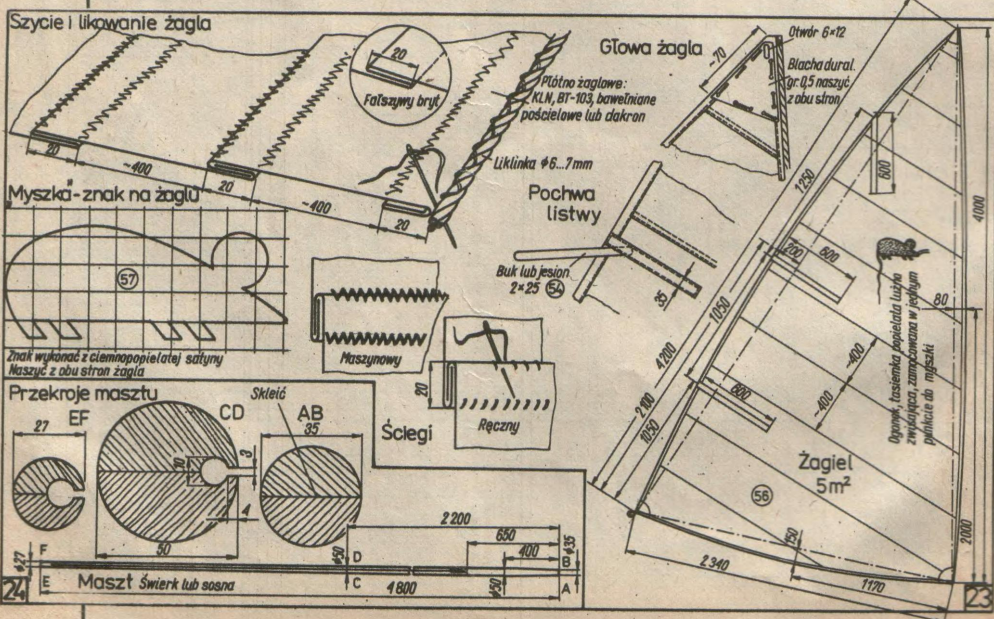 Szycie i likowanie żagla
20
Fałszywy bryt
Płótno żaglowe:
KLN, BT-103, bawełniane
pościelowe lub dakron
Liklinka ϕ 6...7mm
20
~400
20
~400
20
Głowa żagla
~70
Otwór 6×12
Blacha dural.
gr. 0,5 naszyć
z obu stron
Pochwa
listwy
Buk lub jesion
2×25 54
35
Myszka - znak na żaglu
57
Znak wykonać z ciemnopopielatej satyny
Naszyć z obu stron żagla
Maszynowy
20
Ręczny
Ściegi
Przekroje masztu
EF
27
CD
10
3
4
50
Skleić
AB
35
2 200
650
400
ϕ35
ϕ27
F
E
ϕ50
D
C
ϕ50
B
A
Maszt Świerk lub sosna
4 800
24
1250
600
4000
200
600
1050
4 200
2 100
1050
600
~400
~400
80
Ogonek, tasiemka popielata luźno
zwisająca, zamocowana w jednym
punkcie do myszki
Żagiel
5m²
56
150
2 340
1170
2000
23